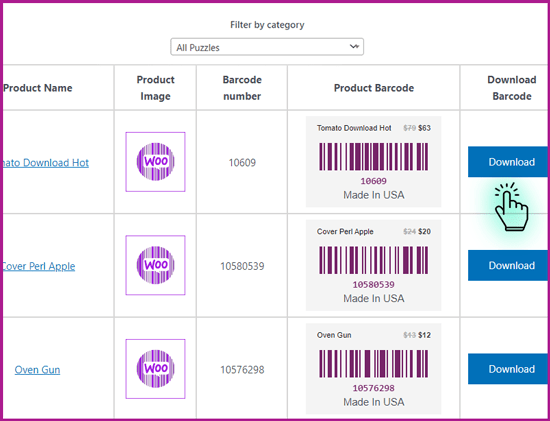 Filter by category
All Puzzles
Product Name
Product Image
Barcode number
Product Barcode
Download Barcode
mato Download Hot
WOO
10609
Tomato Download Hot $70 $63
10609
Made In USA
Download
Cover Perl Apple
WOO
10580539
Cover Perl Apple $24 $20
10580539
Made In USA
Download
Oven Gun
WOO
10576298
Oven Gun $13 $12
10576298
Made In USA
Download